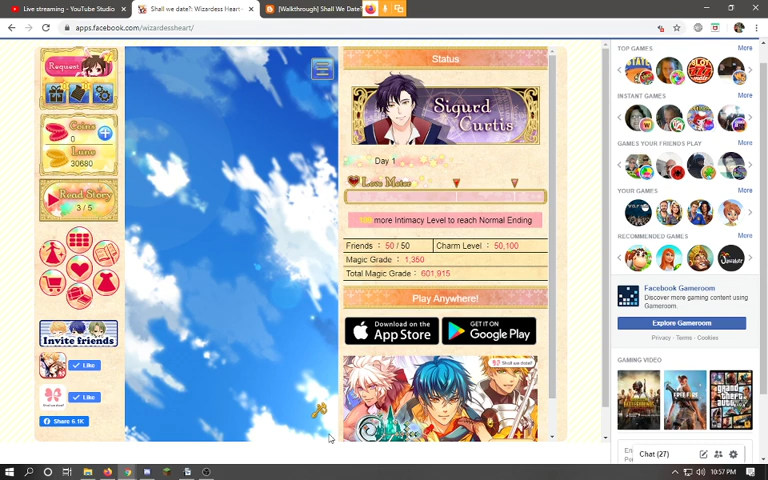 Live streaming - YouTube Studio
Shall we date?: Wizardess Heart -
[Walkthrough] Shall We Date?
apps.facebook.com/wizardessheart/
Request
Coins
0
Lune
30680
Read Story
3 / 5
Invite friends
Like
Like
Share 6.1K
Status
Sigurd
Curtis
Day 1
Love Meter
more Intimacy Level to reach Normal Ending
Friends : 50 / 50
Charm Level : 50,100
Magic Grade : 1,350
Total Magic Grade : 601,915
Play Anywhere!
Download on the
App Store
GET IT ON
Google Play
Shall we date?
TOP GAMES
More
INSTANT GAMES
More
GAMES YOUR FRIENDS PLAY
More
YOUR GAMES
More
RECOMMENDED GAMES
More
Facebook Gameroom
Discover more gaming content using
Gameroom.
Explore Gameroom
Privacy · Terms · Cookies
GAMING VIDEO
Chat (27)
10:57 PM